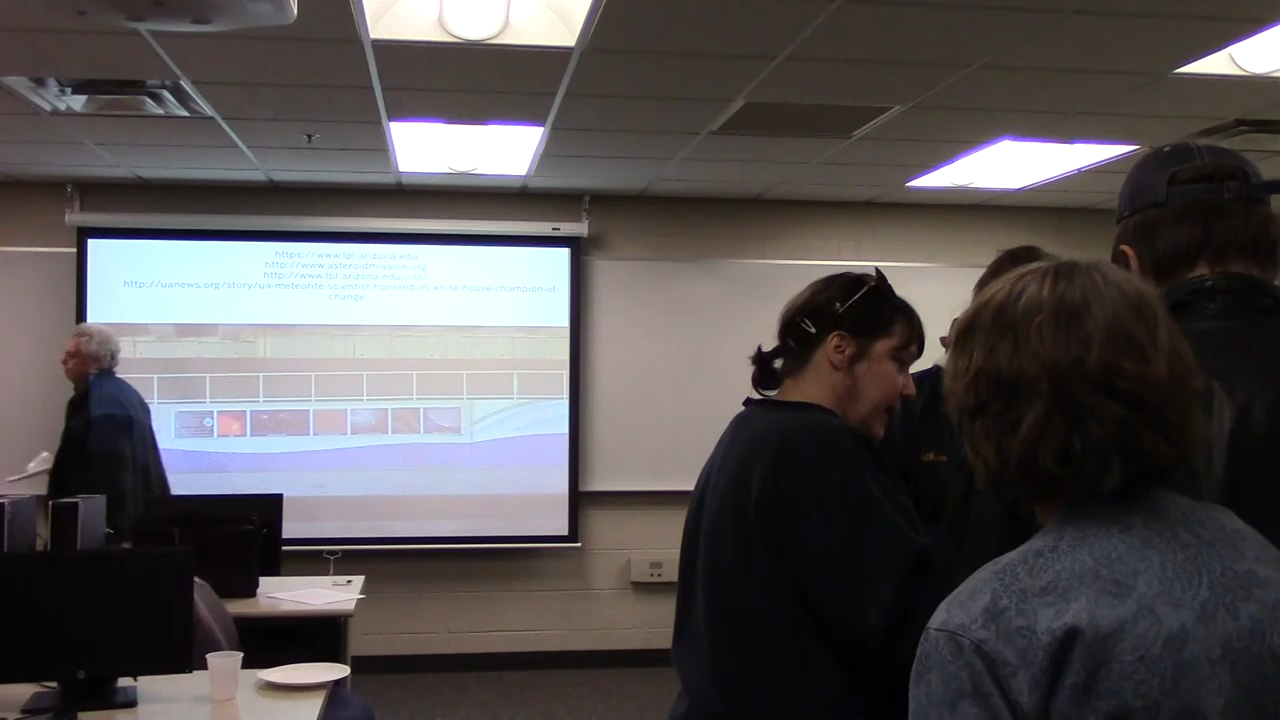 https://www.lpl.arizona.edu
http://www.asteroidmission.org
http://www.lpl.arizona.edu/css/
http://uanews.org/story/ua-meteorite-scientist-honored-as-white-house-champion-of-
change